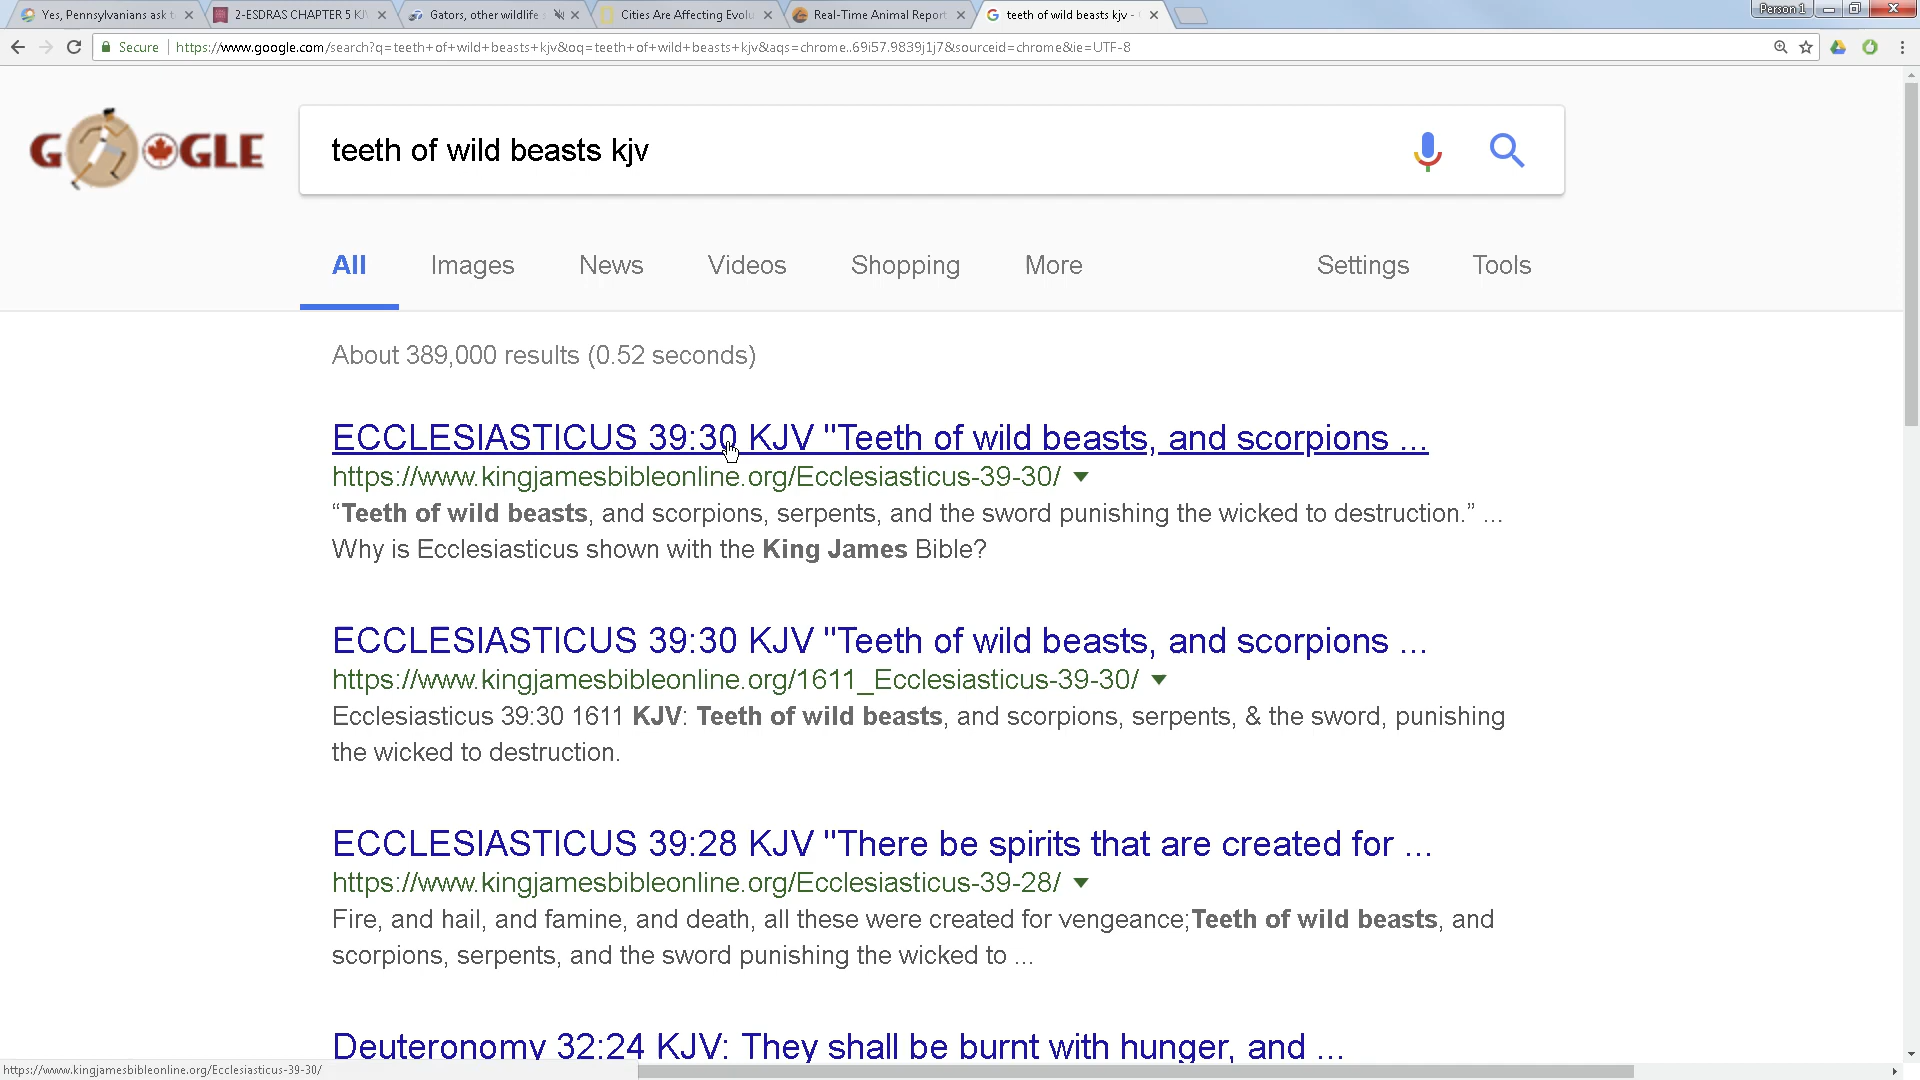 Yes, Pennsylvanians ask t
2-ESDRAS CHAPTER 5 KJ
Gators, other wildlife
Cities Are Affecting Evolu
Real-Time Animal Report
teeth of wild beasts kjv -
Person 1
Secure
https://www.google.com/search?q=teeth+of+wild+beasts+kjv&oq=teeth+of+wild+beasts+kjv&aqs=chrome..69i57.9839j1j7&sourceid=chrome&ie=UTF-8
GOOGLE
teeth of wild beasts kjv
All Images News Videos Shopping More Settings Tools
About 389,000 results (0.52 seconds)
ECCLESIASTICUS 39:30 KJV "Teeth of wild beasts, and scorpions ...
https://www.kingjamesbibleonline.org/Ecclesiasticus-39-30/
“Teeth of wild beasts, and scorpions, serpents, and the sword punishing the wicked to destruction.” ...
Why is Ecclesiasticus shown with the King James Bible?
ECCLESIASTICUS 39:30 KJV "Teeth of wild beasts, and scorpions ...
https://www.kingjamesbibleonline.org/1611_Ecclesiasticus-39-30/
Ecclesiasticus 39:30 1611 KJV: Teeth of wild beasts, and scorpions, serpents, & the sword, punishing
the wicked to destruction.
ECCLESIASTICUS 39:28 KJV "There be spirits that are created for ...
https://www.kingjamesbibleonline.org/Ecclesiasticus-39-28/
Fire, and hail, and famine, and death, all these were created for vengeance;Teeth of wild beasts, and
scorpions, serpents, and the sword punishing the wicked to ...
Deuteronomy 32:24 KJV: They shall be burnt with hunger, and ...
https://www.kingjamesbibleonline.org/Ecclesiasticus-39-30/